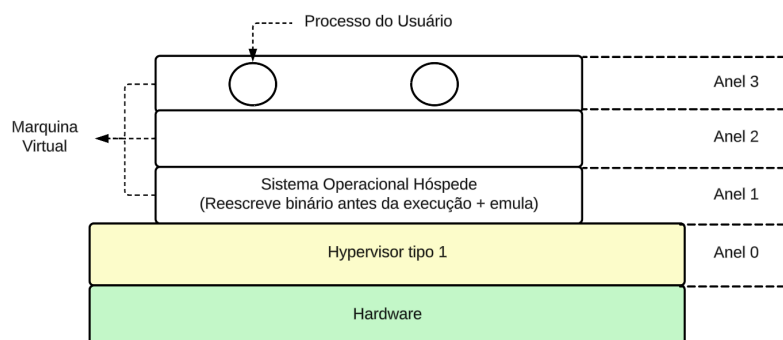 Processo do Usuário
Anel 3
Marquina
Virtual
Anel 2
Sistema Operacional Hóspede
(Reescreve binário antes da execução + emula)
Anel 1
Hypervisor tipo 1
Anel 0
Hardware